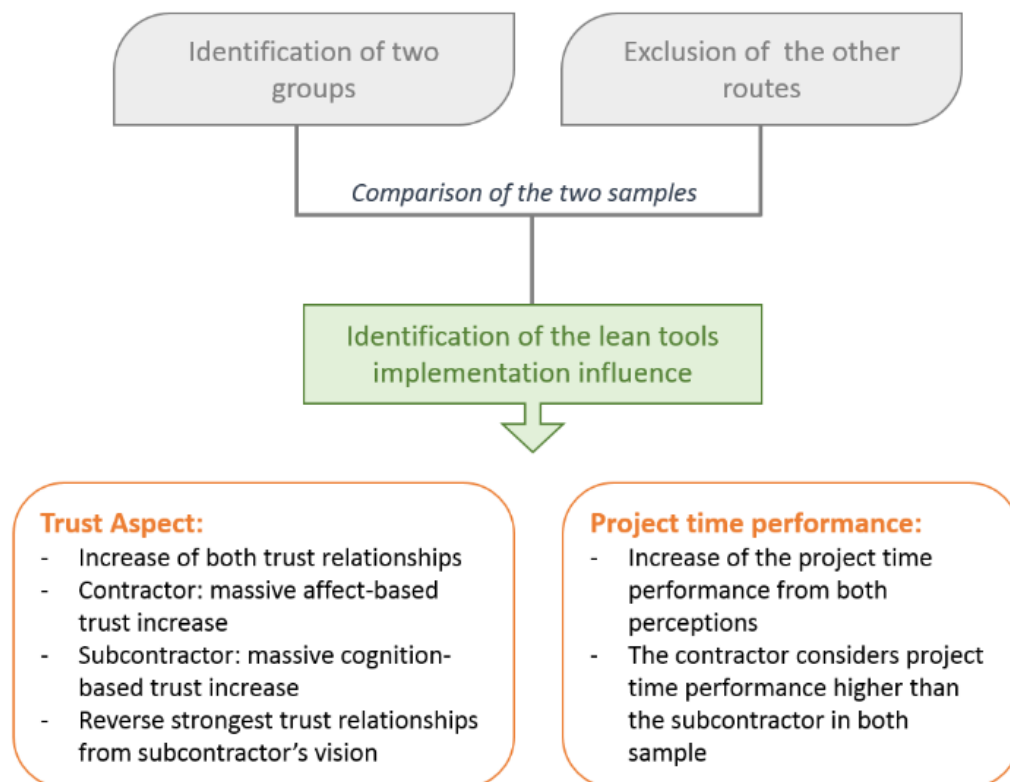 Identification of two
groups
Exclusion of the other
routes
Comparison of the two samples
Identification of the lean tools
implementation influence
Trust Aspect:
- Increase of both trust relationships
- Contractor: massive affect-based
trust increase
- Subcontractor: massive cognition-
based trust increase
- Reverse strongest trust relationships
from subcontractor's vision
Project time performance:
- Increase of the project time
performance from both
perceptions
- The contractor considers project
time performance higher than
the subcontractor in both
sample